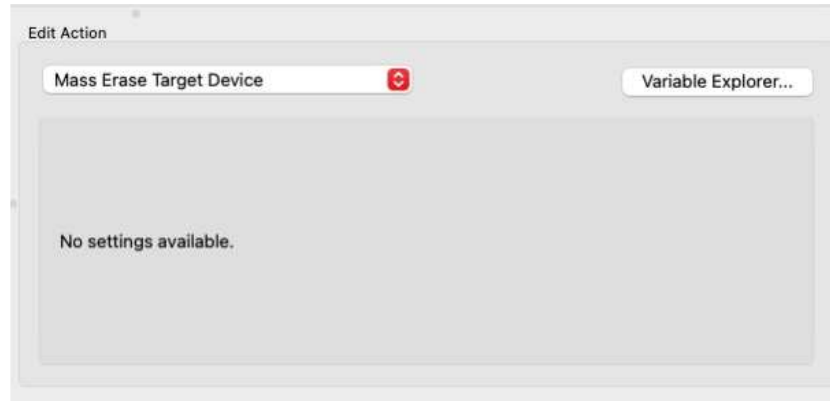 Edit Action
Mass Erase Target Device
Variable Explorer...
No settings available.